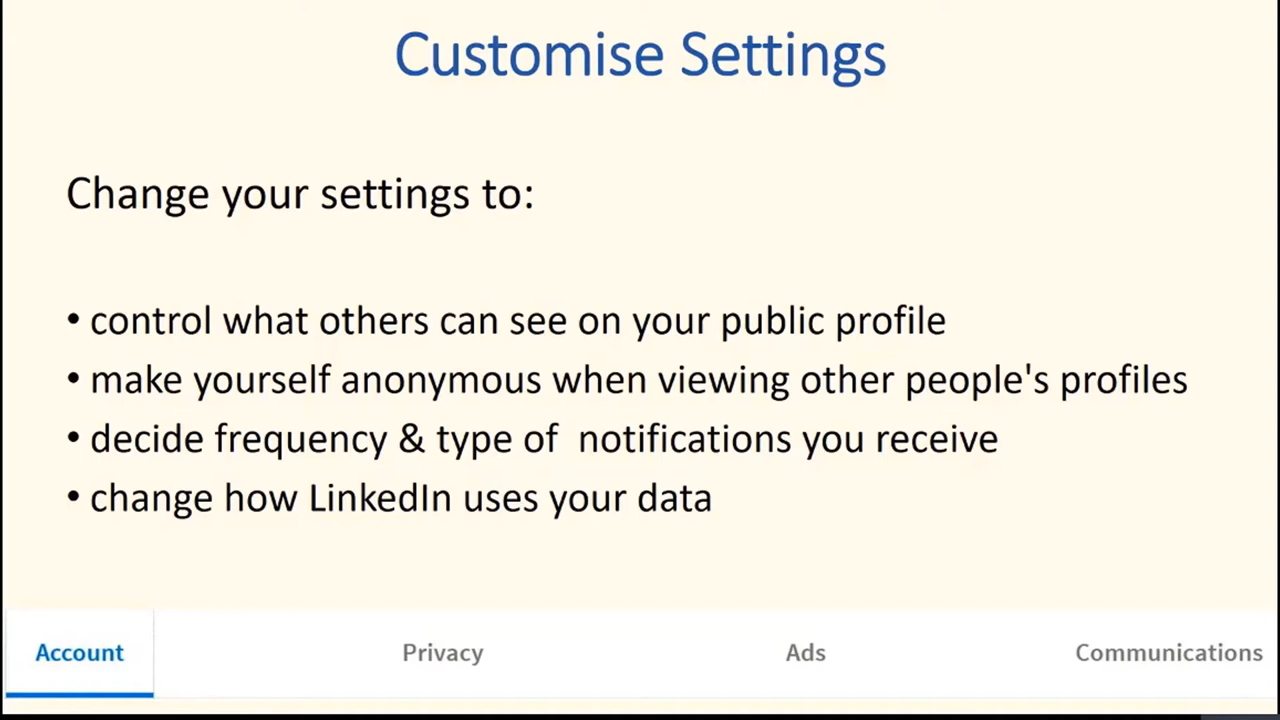 Customise Settings
Change your settings to:
• control what others can see on your public profile
• make yourself anonymous when viewing other people's profiles
• decide frequency & type of  notifications you receive
• change how LinkedIn uses your data
Account Privacy Ads Communications